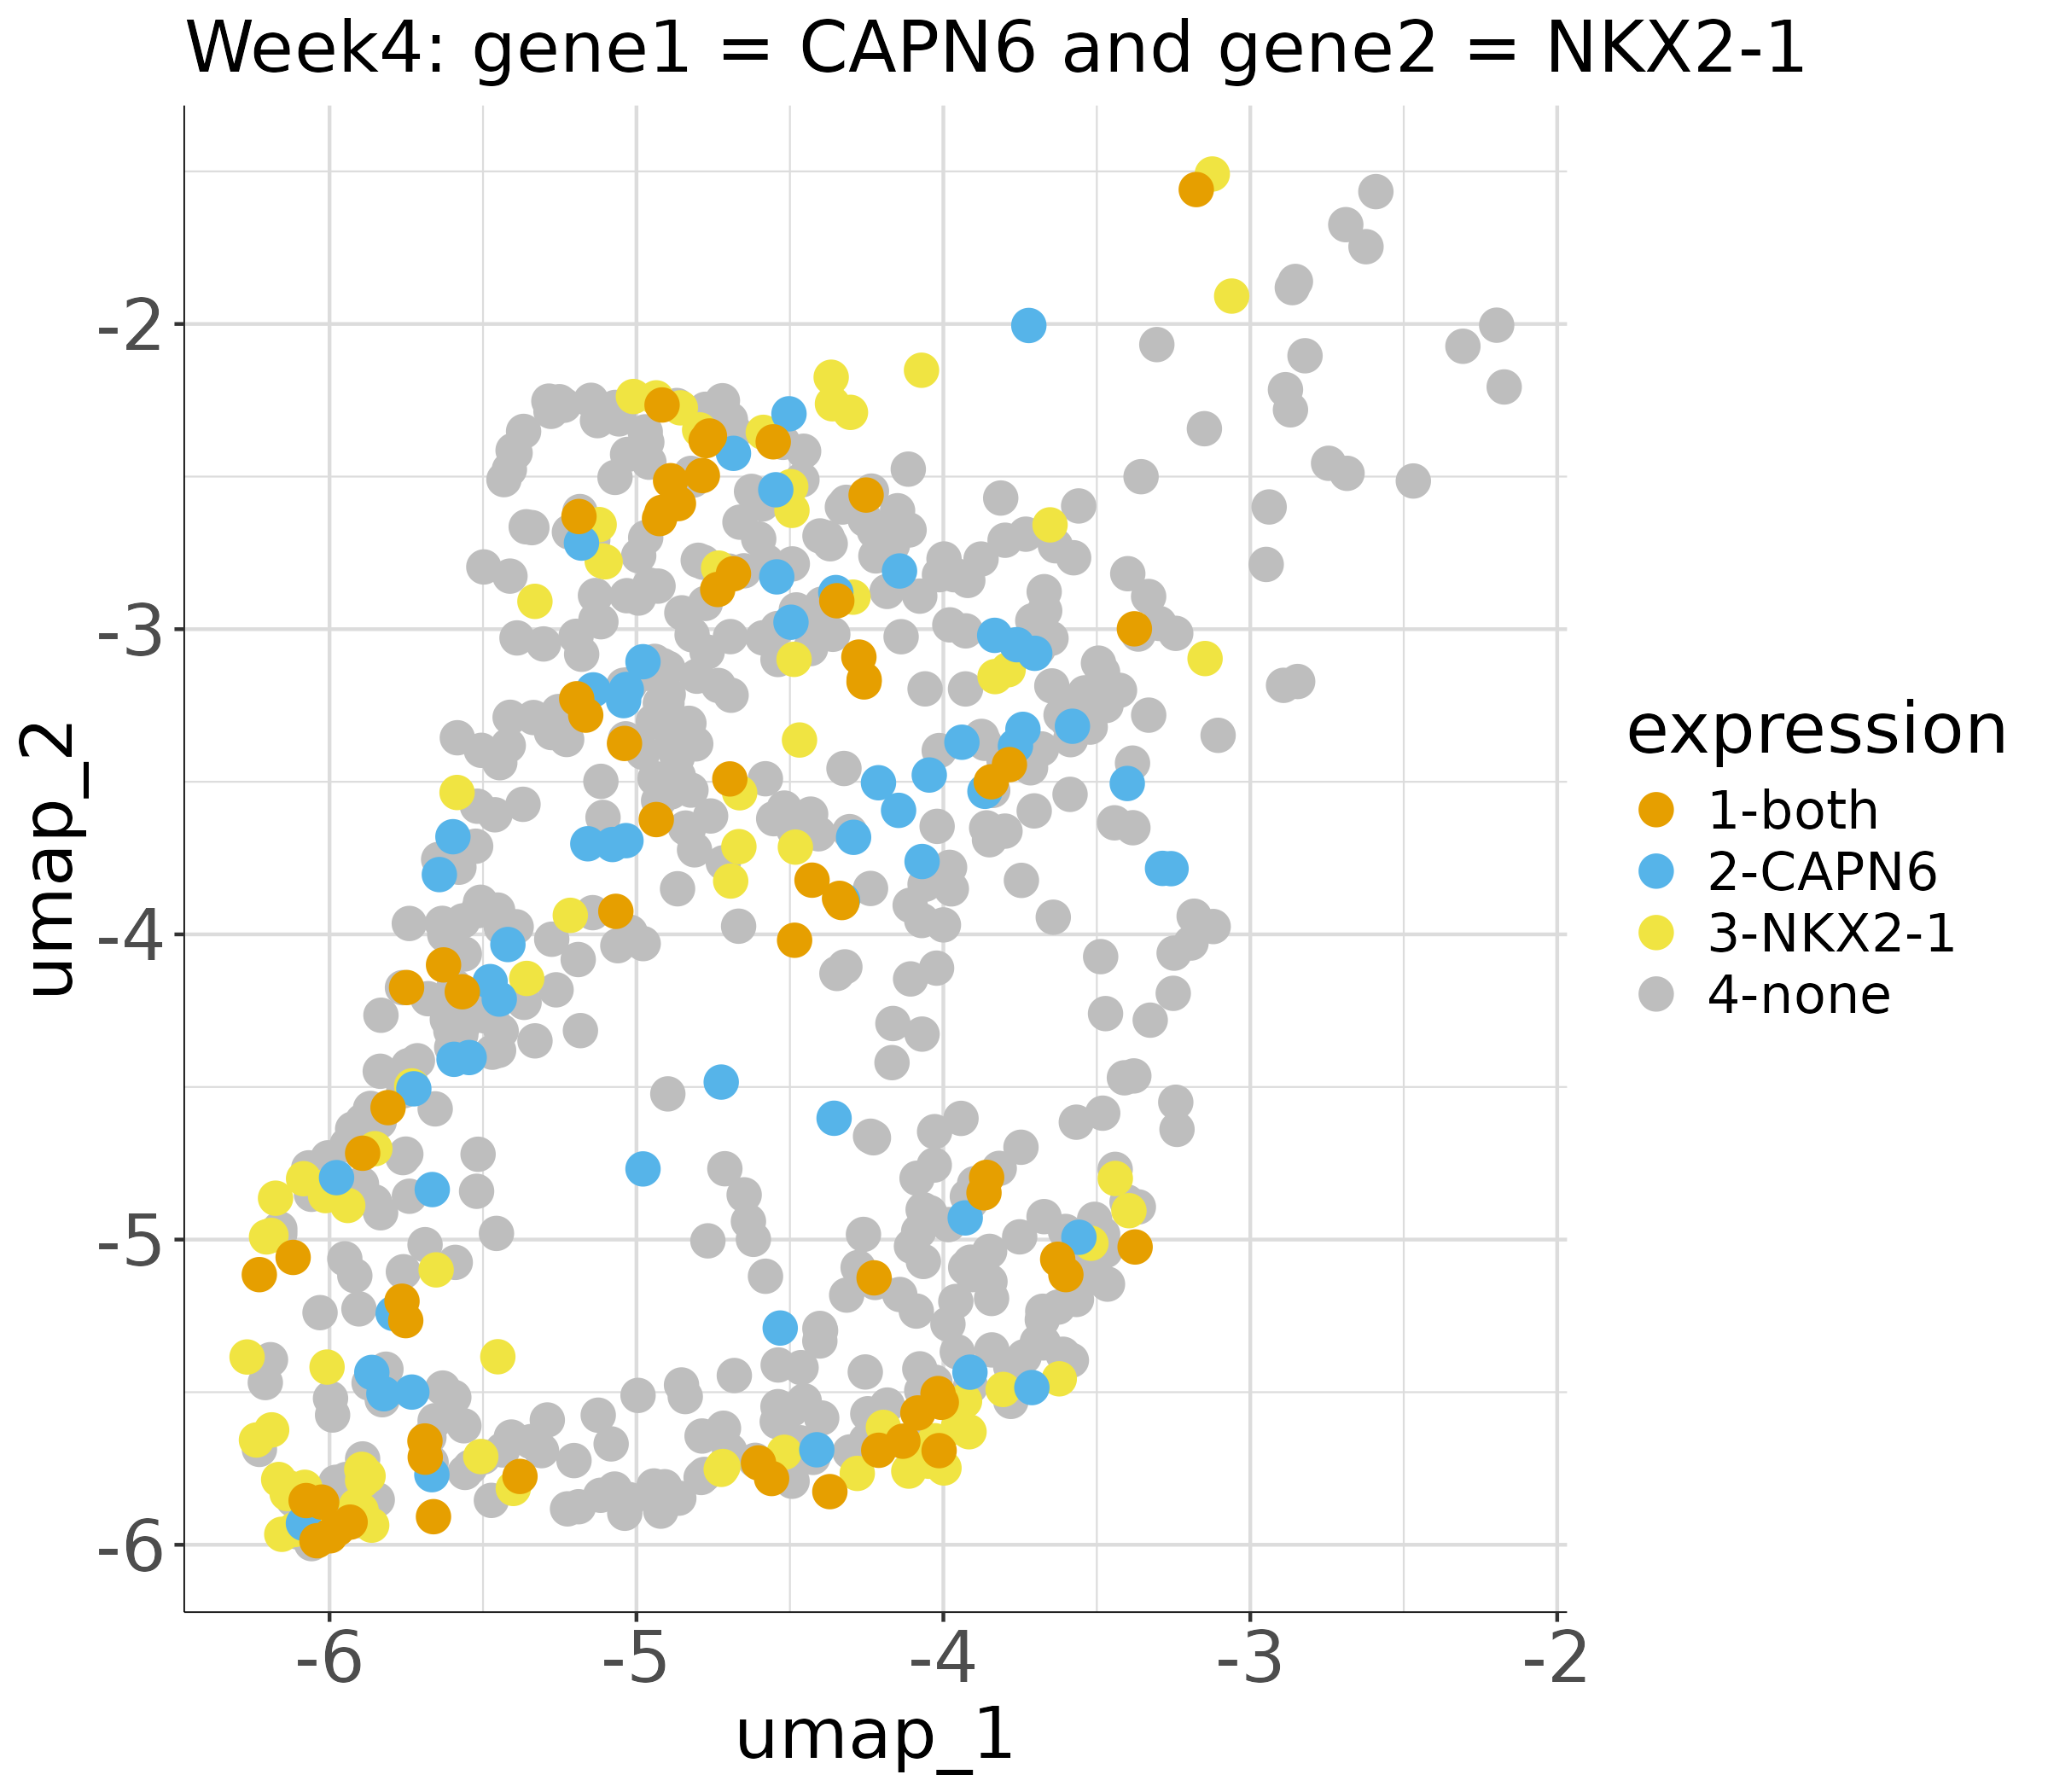 Week4: gene1 = CAPN6 and gene2 = NKX2-1
umap_2
-2
-3
-4
-5
-6
-6 -5 -4 -3 -2
umap_1
expression
1-both
2-CAPN6
3-NKX2-1
4-none